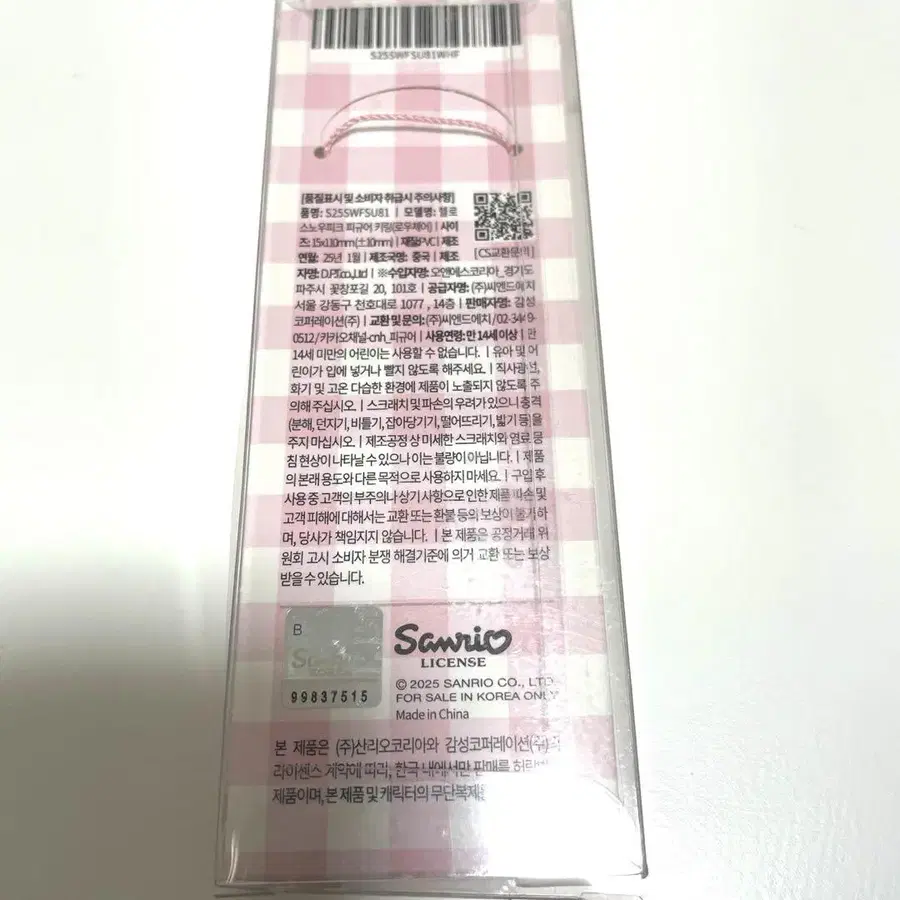 S25SWFSU81WHF
[품질표시 및 소비자 취급시 주의사항]
품명: S25SWFSU81 | 모델명: 헬로
스노우피크 피규어 키링(로우체어) | 사이
즈: 15x110mm(±10mm) | 재질:PVC | 제조
연월: 25년 1월 | 제조국명: 중국 | 제조
[CS교환문의]
자명: D.P.T.co.,Ltd | ※수입자명: 오앤에스코리아_경기도
파주시 꽃창포길 20, 101호 | 공급자명: (주)씨앤드에치
서울 강동구 천호대로 1077 , 14층 | 판매자명: 감성
코퍼레이션(주) | 교환 및 문의: (주)씨앤드에치/02-3449-
0512/카카오채널-cnh_피규어 | 사용연령: 만 14세 이상 | 만
14세 미만의 어린이는 사용할 수 없습니다. | 유아 및 어
린이가 입에 넣거나 빨지 않도록 해주세요. | 직사광선,
화기 및 고온 다습한 환경에 제품이 노출되지 않도록 주
의해 주십시오. | 스크래치 및 파손의 우려가 있으니 충격
(분해, 던지기, 비틀기, 잡아당기기, 떨어뜨리기, 밟기 등)을
주지 마십시오. | 제조공정 상 미세한 스크래치와 염료 뭉
침 현상이 나타날 수 있으나 이는 불량이 아닙니다. | 제품
의 본래 용도와 다른 목적으로 사용하지 마세요. | 구입 후
사용 중 고객의 부주의나 상기 사항으로 인한 제품 파손 및
고객 피해에 대해서는 교환 또는 환불 등의 보상이 불가하
며, 당사가 책임지지 않습니다. | 본 제품은 공정거래 위
원회 고시 소비자 분쟁 해결기준에 의거 교환 또는 보상
받을 수 있습니다.
B
Sanrio
99837515
Sanrio
LICENSE
© 2025 SANRIO CO., LTD.
FOR SALE IN KOREA ONLY
Made in China
본 제품은 (주)산리오코리아와 감성코퍼레이션(주)의
라이센스 계약에 따라, 한국 내에서만 판매를 허락
제품이며, 본 제품 및 캐릭터의 무단복제